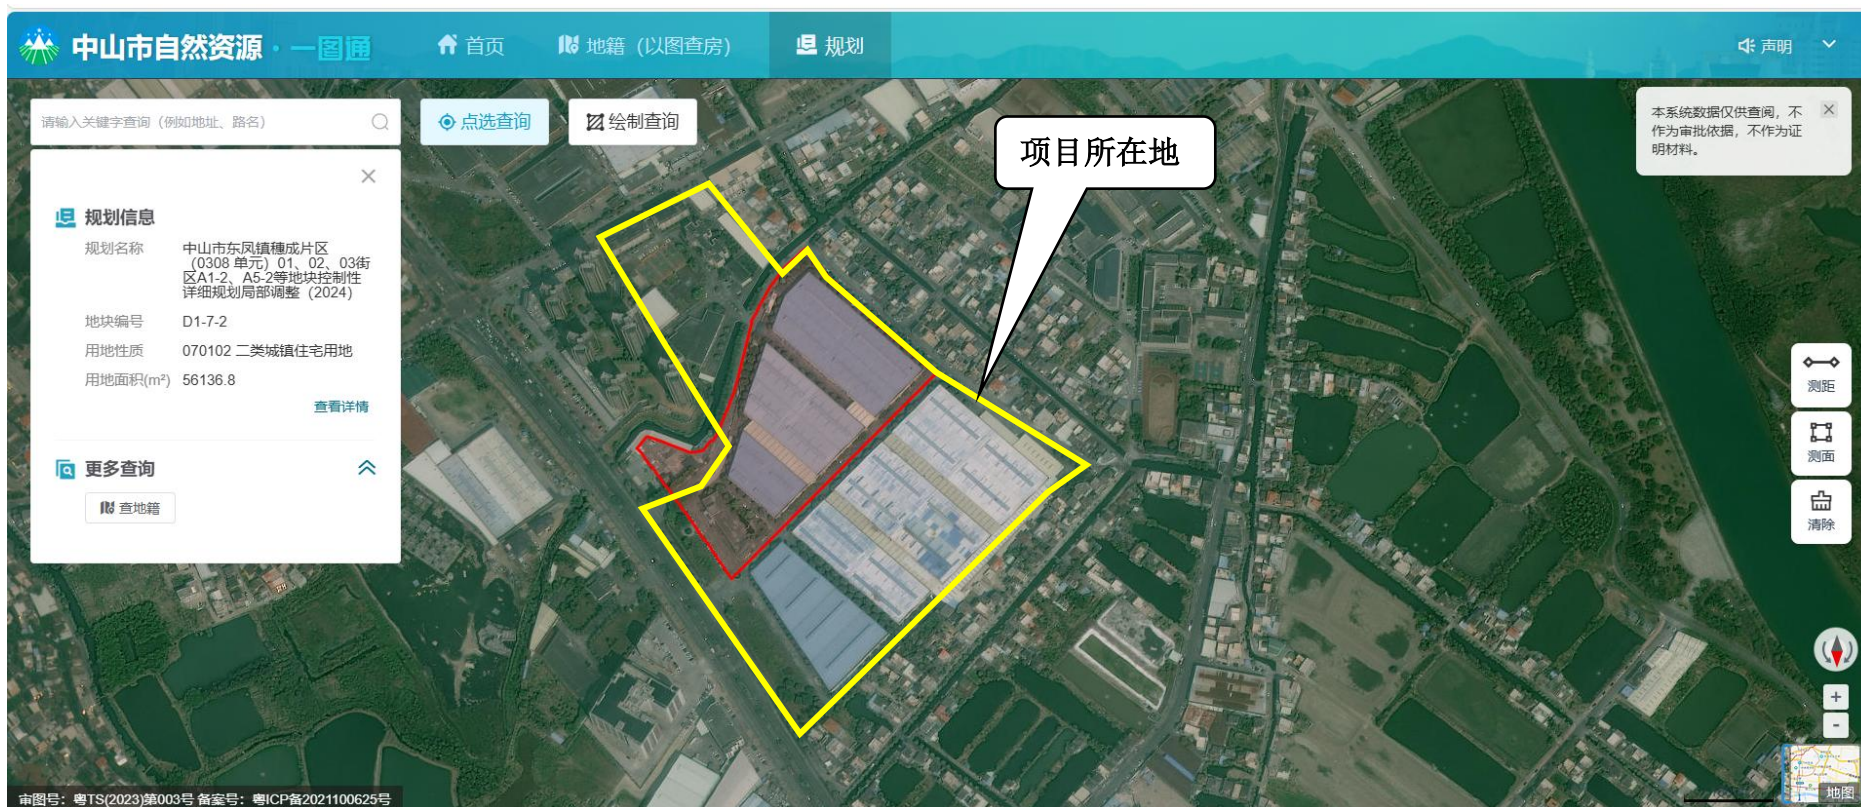 中山市自然资源·一图通
首页
地籍（以图查房）
规划
声明
请输入关键字查询（例如地址、路名）
点选查询
绘制查询
本系统数据仅供查阅，不
作为审批依据，不作为证
明材料。
项目所在地
规划信息
规划名称
中山市东凤镇穗成片区
（0308 单元）01、02、03街
区A1-2、A5-2等地块控制性
详细规划局部调整（2024）
地块编号 D1-7-2
用地性质 070102 二类城镇住宅用地
用地面积(m²) 56136.8
查看详情
更多查询
查地籍
测距
测面
清除
+
-
地图
审图号：粤TS(2023)第003号 备案号：粤ICP备2021100625号